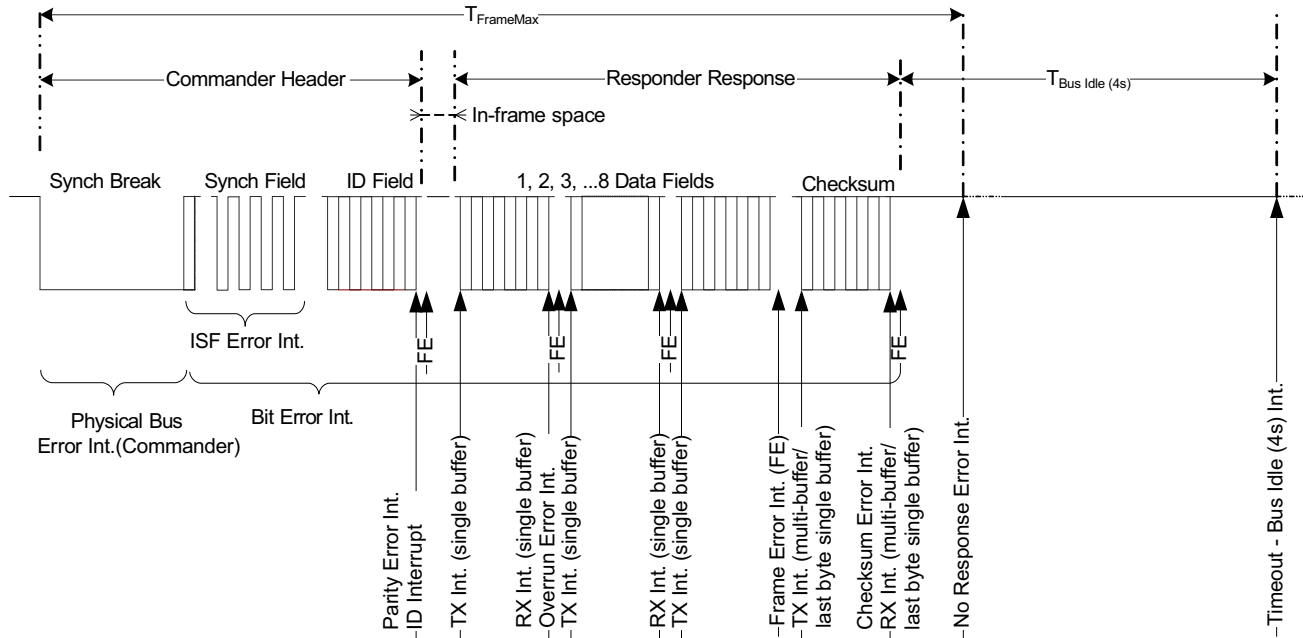 TFrameMax
Commander Header
Responder Response
TBus Idle (4s)
In-frame space
Synch Break
Synch Field
ID Field
1, 2, 3, ...8 Data Fields
Checksum
ISF Error Int.
FE
FE
FE
FE
Physical Bus
Error Int.(Commander)
Bit Error Int.
Parity Error Int.
ID Interrupt
TX Int. (single buffer)
RX Int. (single buffer)
Overrun Error Int.
TX Int. (single buffer)
RX Int. (single buffer)
TX Int. (single buffer)
Frame Error Int. (FE)
TX Int. (multi-buffer/
last byte single buffer)
Checksum Error Int.
RX Int. (multi-buffer/
last byte single buffer)
No Response Error Int.
Timeout - Bus Idle (4s) Int.